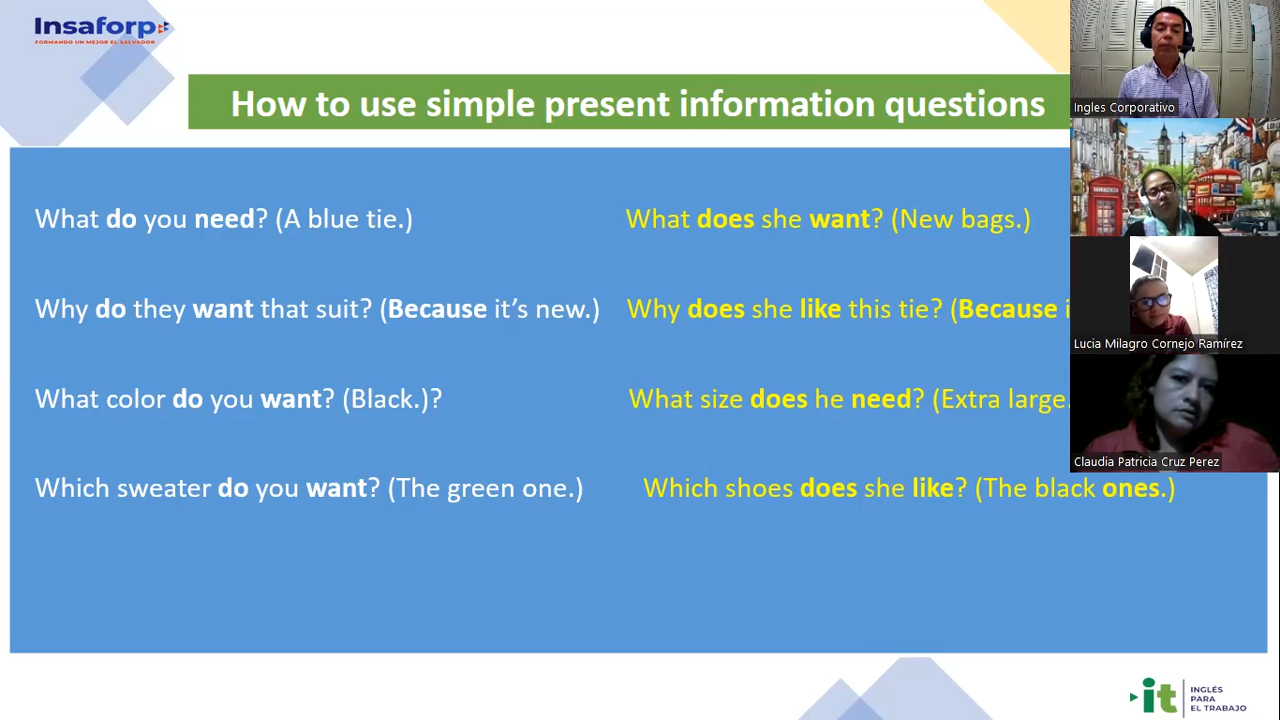 Insaforp
FORMANDO UN MEJOR EL SALVADOR
How to use simple present information questions
What do you need? (A blue tie.)
What does she want? (New bags.)
Why do they want that suit? (Because it’s new.)
Why does she like this tie? (Because
What color do you want? (Black.)?
What size does he need? (Extra large.
Which sweater do you want? (The green one.)
Which shoes does she like? (The black ones.)
Ingles Corporativo
Lucia Milagro Cornejo Ramírez
Claudia Patricia Cruz Perez
it
INGLÉS
PARA
EL TRABAJO